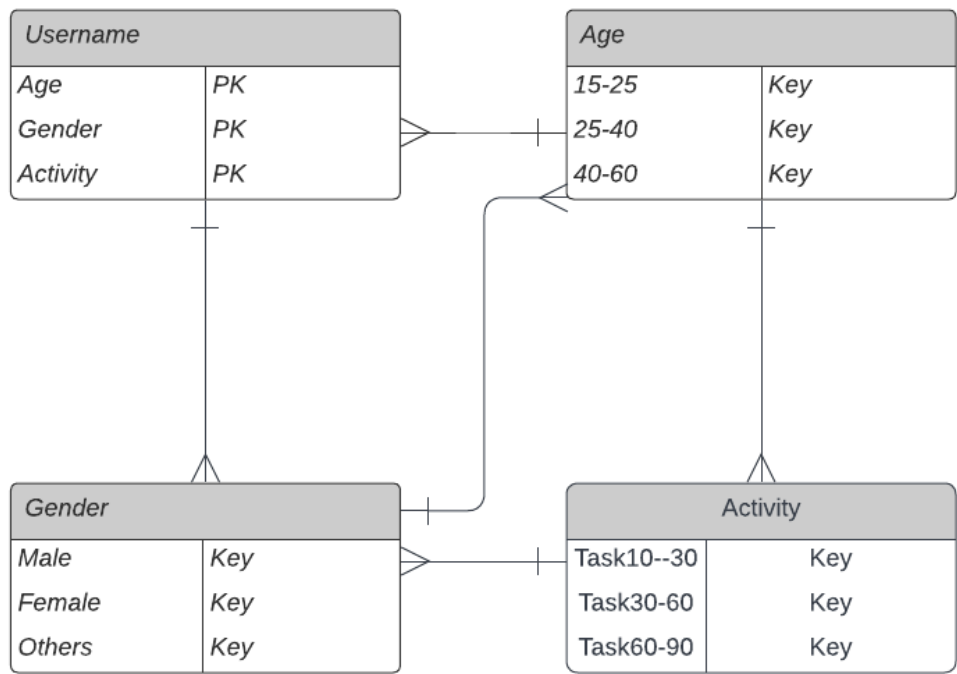 Username
Age PK
Gender PK
Activity PK
Age
15-25 Key
25-40 Key
40-60 Key
Gender
Male Key
Female Key
Others Key
Activity
Task10--30 Key
Task30-60 Key
Task60-90 Key